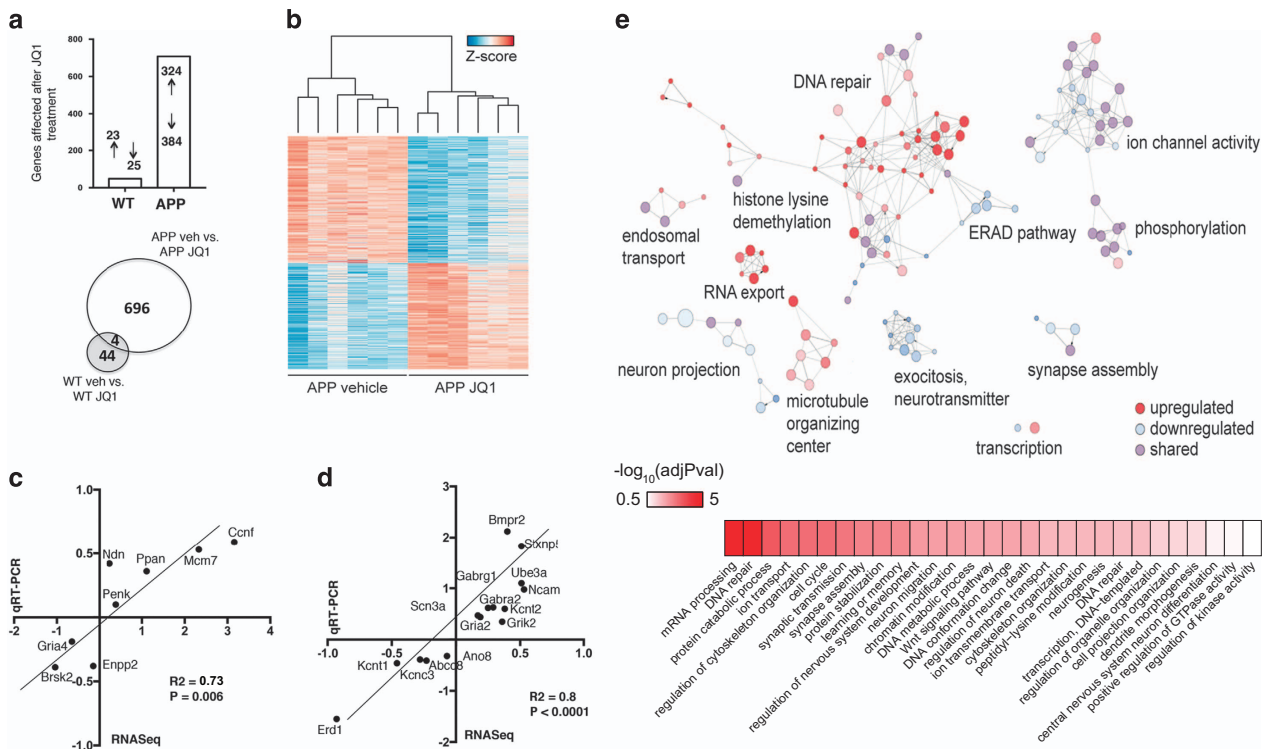 a
800
600
400
200
0
Genes affected after JQ1
treatment
324
384
23
25
WT
APP
APP veh vs.
APP JQ1
696
4
44
WT veh vs.
WT JQ1
b
Z-score
APP vehicle
APP JQ1
c
1.0
0.5
-0.5
-1.0
-2
-1
1
2
3
4
qRT-PCR
RNASeq
Ndn
Ppan
Mcm7
Ccnf
Penk
Gria4
Brsk2
Enpp2
R2 = 0.73
P = 0.006
d
3
2
1
-1
-2
-1.0
-0.5
0.5
1.0
qRT-PCR
RNASeq
Bmpr2
Stxnp
Ube3a
Ncam
Gabrg1
Gabra2
Scn3a
Kcnt2
Gria2
Grik2
Ano8
Kcnt1
Abcc8
Kcnc3
Erd1
R2 = 0.8
P < 0.0001
e
DNA repair
ion channel activity
histone lysine
demethylation
ERAD pathway
phosphorylation
endosomal
transport
RNA export
neuron projection
microtubule
organizing
center
exocitosis,
neurotransmitter
synapse assembly
transcription
upregulated
downregulated
shared
-log10(adjPval)
0.5
5
mRNA processing
DNA repair
protein catabolic process
protein transport
regulation of cytoskeleton organization
cell cycle
synaptic transmission
synapse assembly
protein stabilization
learning or memory
regulation of nervous system development
neuron migration
chromatin modification
DNA metabolic process
Wnt signaling pathway
DNA conformation change
regulation of neuron death
ion transmembrane transport
cytoskeleton organization
peptidyl-lysine modification
neurogenesis
DNA repair
transcription, DNA-templated
regulation of organelle organization
cell projection organization
dendrite morphogenesis
central nervous system neuron differentiation
positive regulation of GTPase activity
regulation of kinase activity